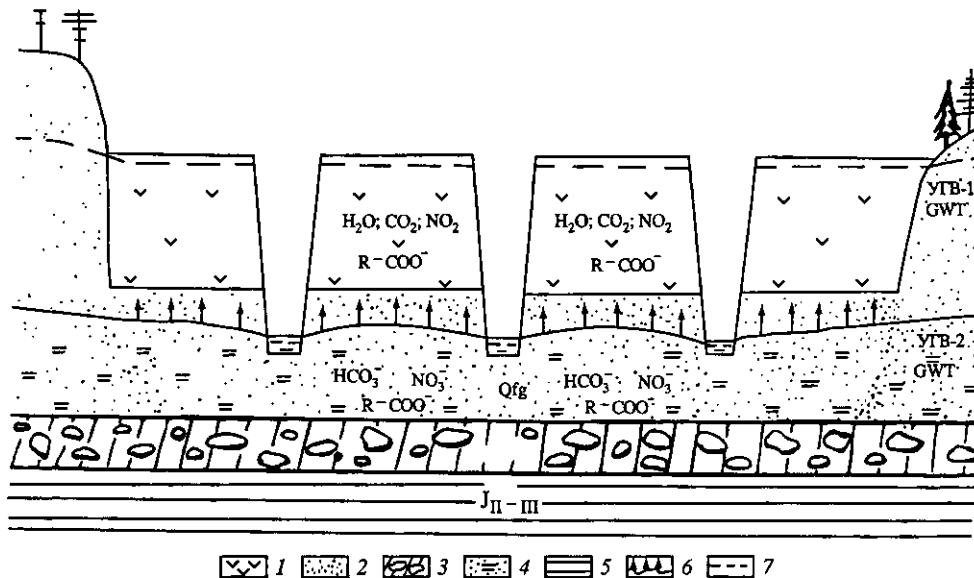 H₂O; CO₂; NO₂
R–COO⁻
H₂O; CO₂; NO₂
R–COO⁻
УГВ-1
GWT
УГВ-2
GWT
HCO₃⁻ NO₃⁻
R–COO⁻
Qfg
HCO₃⁻ NO₃⁻
R–COO⁻
J_II–III
1 2 3 4 5 6 7